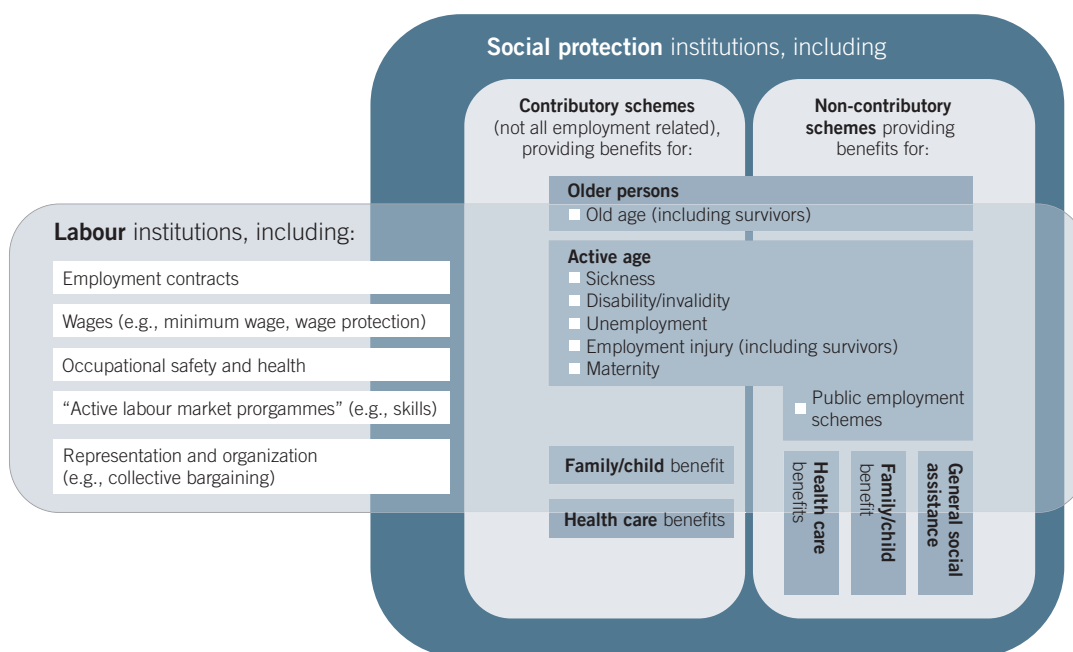 Social protection institutions, including
Contributory schemes
(not all employment related),
providing benefits for:
Non-contributory
schemes providing
benefits for:
Older persons
Old age (including survivors)
Labour institutions, including:
Employment contracts
Wages (e.g., minimum wage, wage protection)
Occupational safety and health
“Active labour market prorgammes” (e.g., skills)
Representation and organization
(e.g., collective bargaining)
Active age
Sickness
Disability/invalidity
Unemployment
Employment injury (including survivors)
Maternity
Public employment
schemes
Family/child benefit
Health care benefits
Health care
benefits
Family/child
benefit
General social
assistance